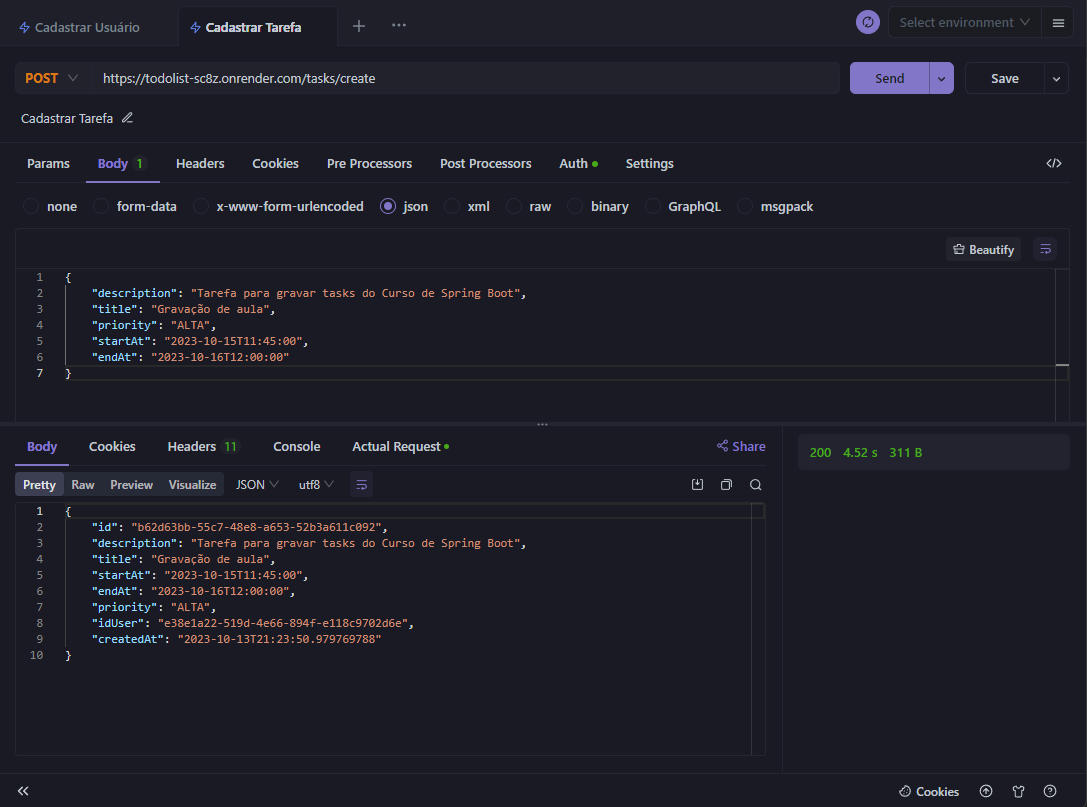 Cadastrar Usuário
Cadastrar Tarefa
Select environment
POST
https://todolist-sc8z.onrender.com/tasks/create
Send
Save
Cadastrar Tarefa
Params Body 1 Headers Cookies Pre Processors Post Processors Auth Settings </>
none form-data x-www-form-urlencoded json xml raw binary GraphQL msgpack
Beautify
1 {
2 "description": "Tarefa para gravar tasks do Curso de Spring Boot",
3 "title": "Gravação de aula",
4 "priority": "ALTA",
5 "startAt": "2023-10-15T11:45:00",
6 "endAt": "2023-10-16T12:00:00"
7 }
Body Cookies Headers 11 Console Actual Request Share
200 4.52 s 311 B
Pretty Raw Preview Visualize JSON utf8
1 {
2 "id": "b62d63bb-55c7-48e8-a653-52b3a611c092",
3 "description": "Tarefa para gravar tasks do Curso de Spring Boot",
4 "title": "Gravação de aula",
5 "startAt": "2023-10-15T11:45:00",
6 "endAt": "2023-10-16T12:00:00",
7 "priority": "ALTA",
8 "idUser": "e38e1a22-519d-4e66-894f-e118c9702d6e",
9 "createdAt": "2023-10-13T21:23:50.979769788"
10 }
Cookies